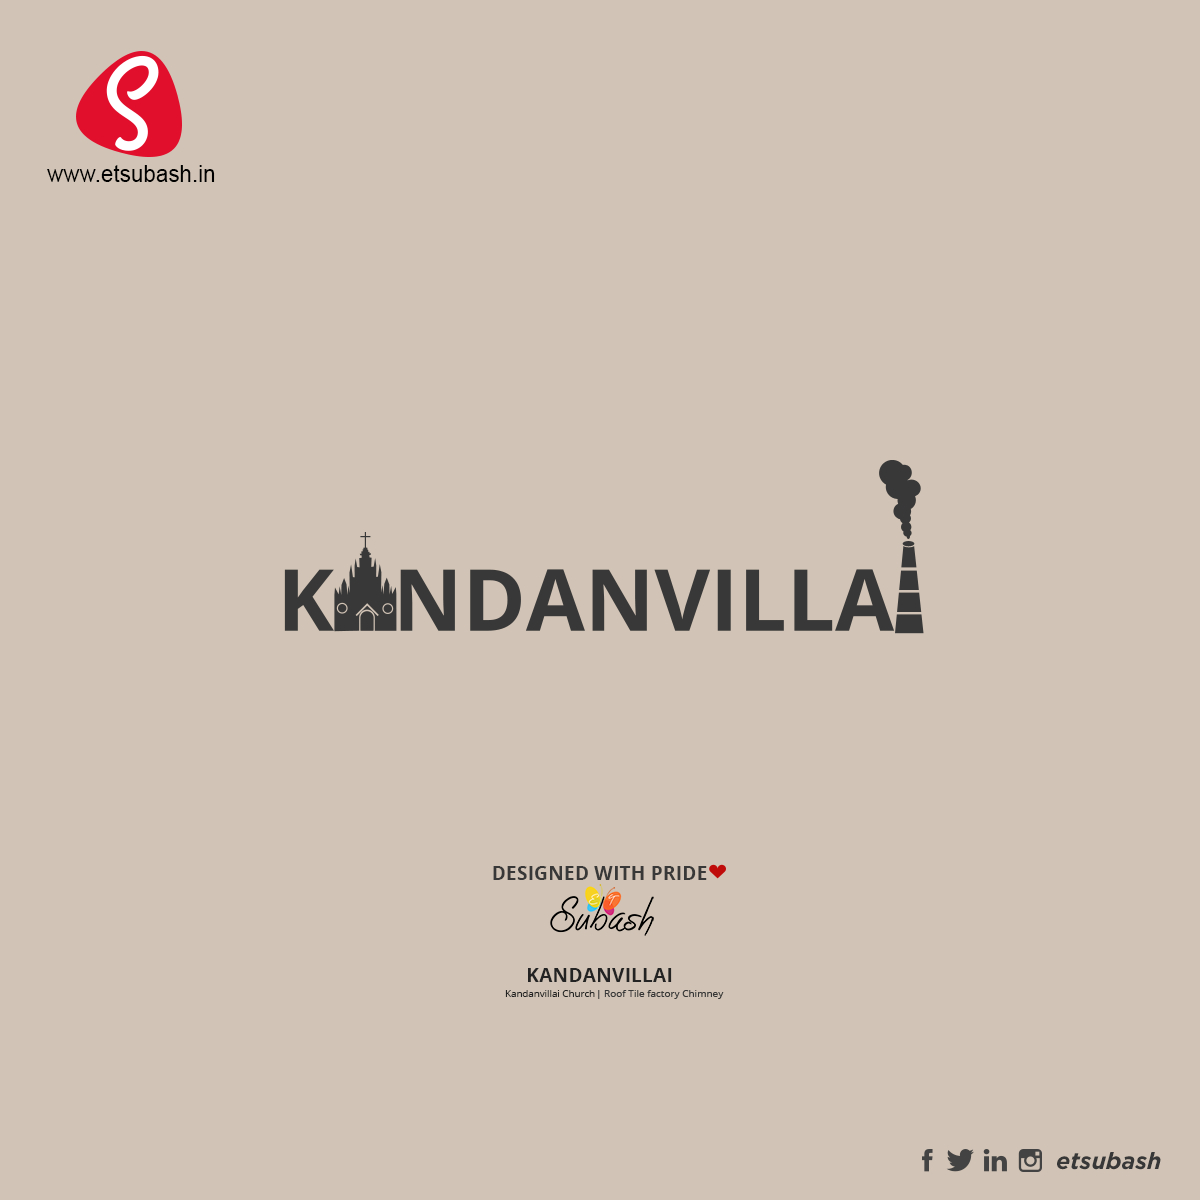 S
www.etsubash.in
KANDANVILLAI
DESIGNED WITH PRIDE
ET
Subash
KANDANVILLAI
Kandanvillai Church | Roof Tile factory Chimney
etsubash